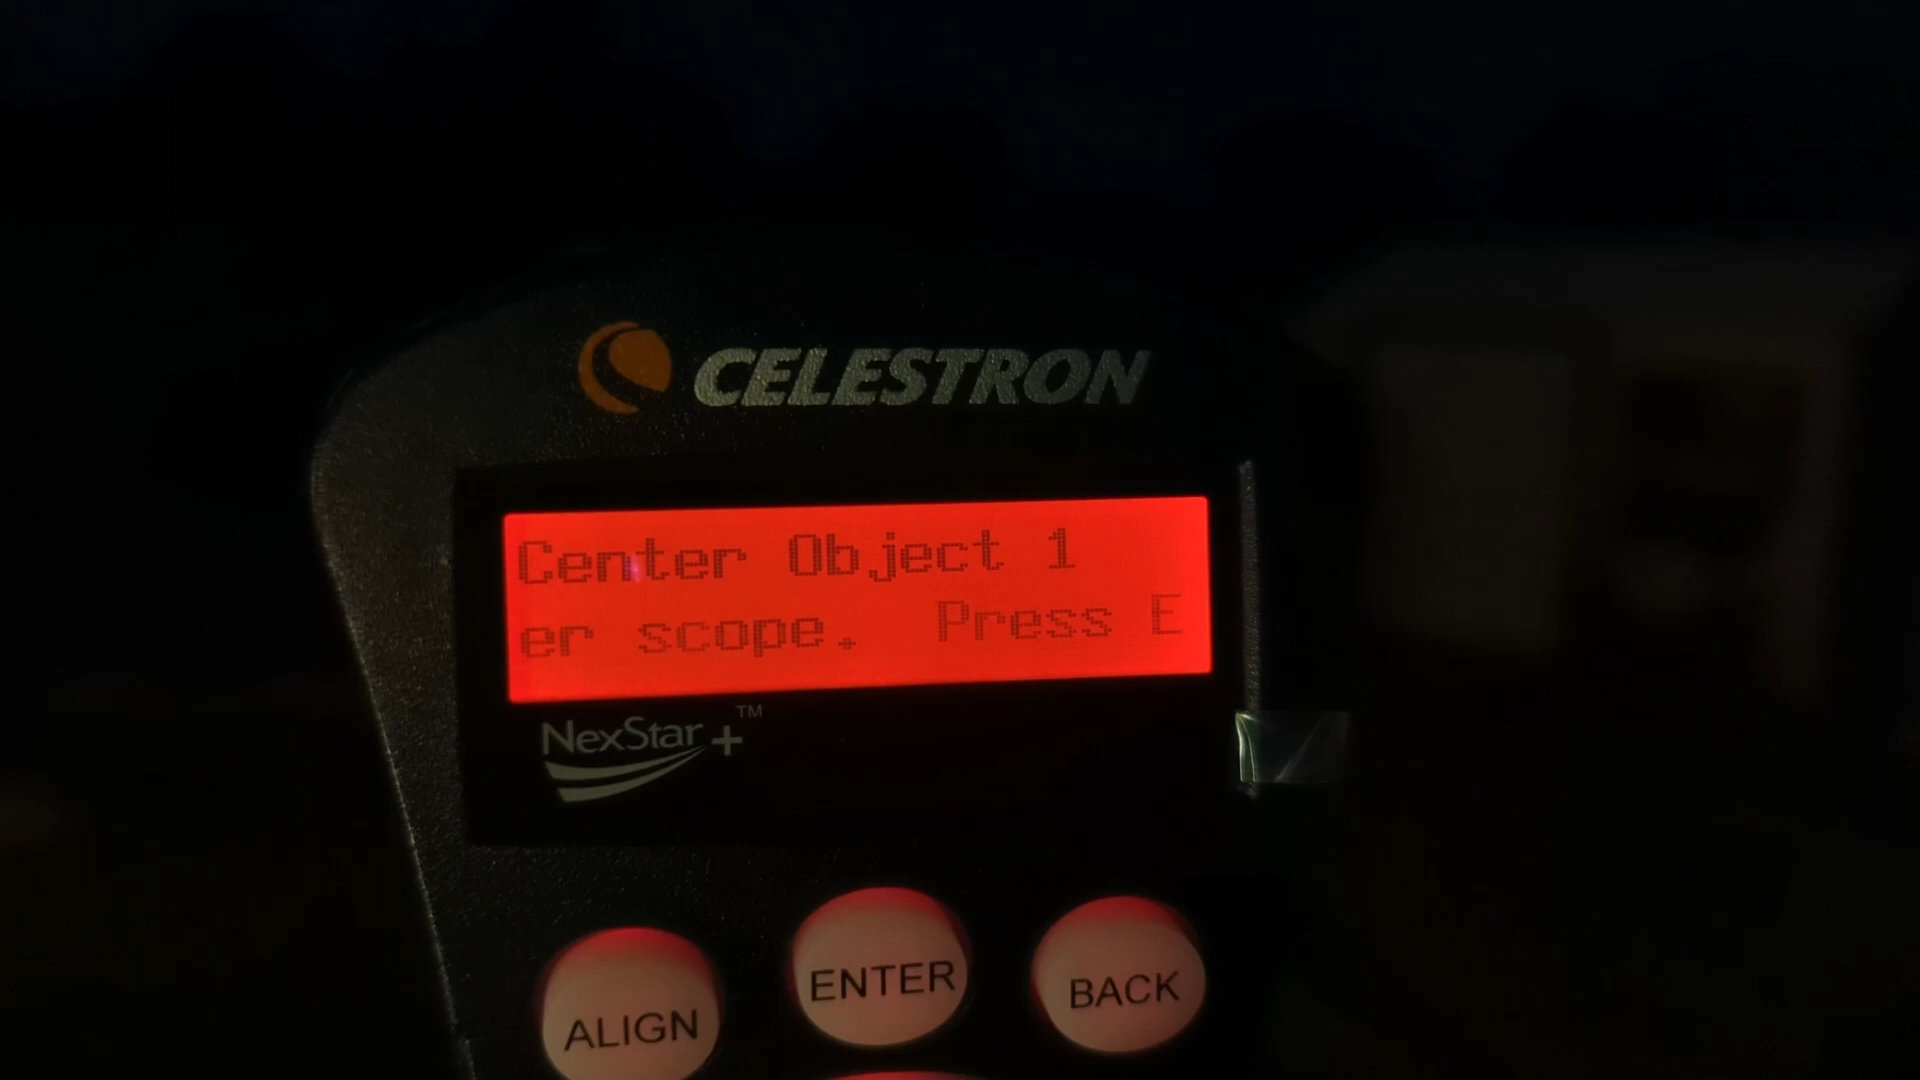 CELESTRON
Center Object 1
er scope. Press E
NexStar+™
ALIGN ENTER BACK